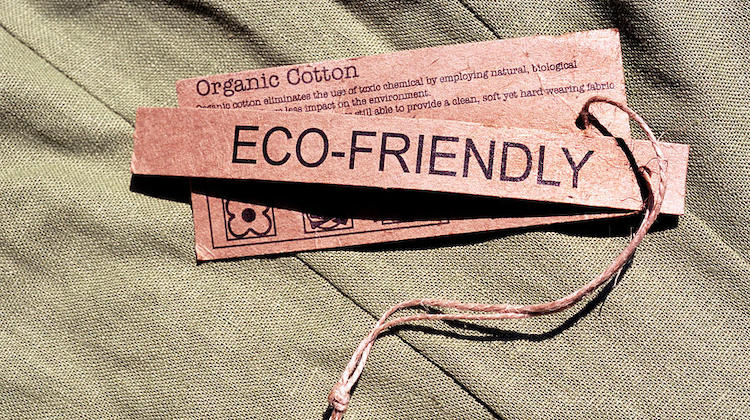 Organic Cotton
Organic cotton eliminates the use of toxic chemical by employing natural, biological
less impact on the environment.
still able to provide a clean, soft yet hard wearing fabric
ECO-FRIENDLY